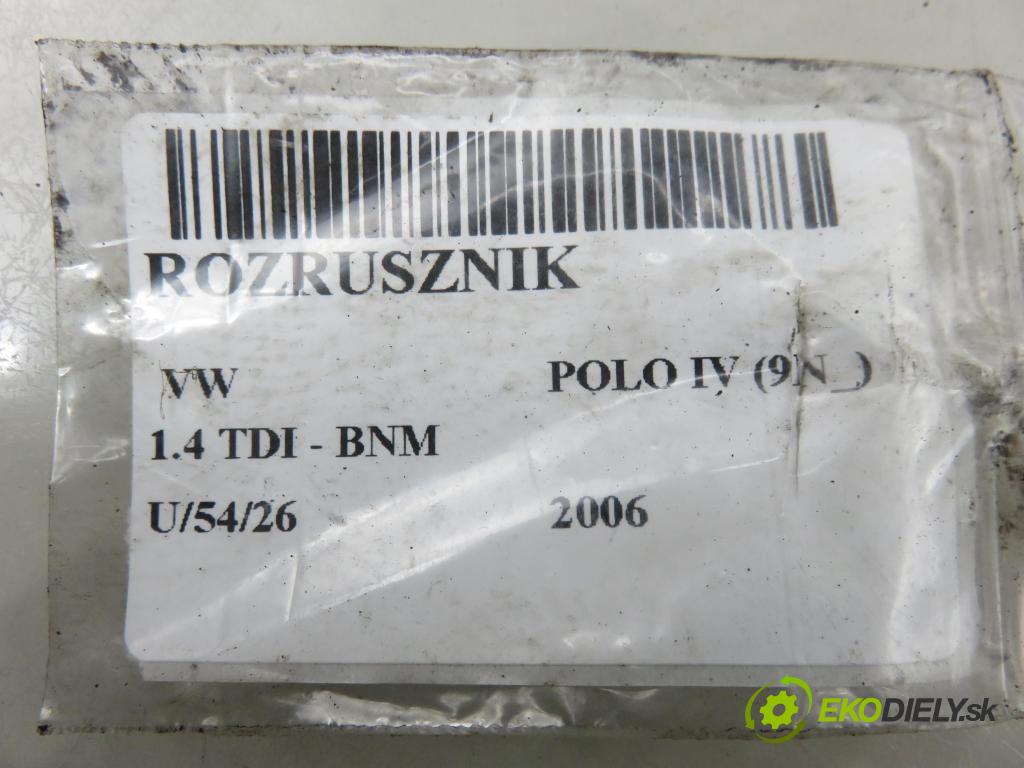 ROZRUSZNIK
VW POLO IV (9N_)
1.4 TDI - BNM
U/54/26 2006
EKODIELY.sk